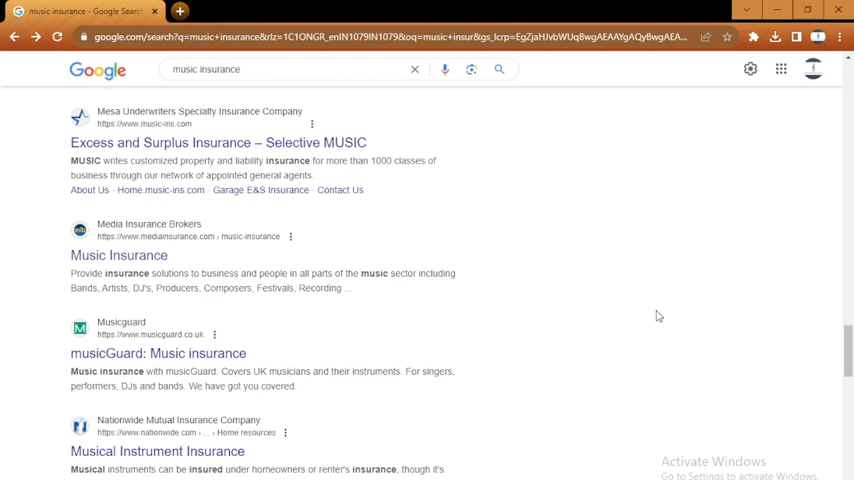 music insurance - Google Search
google.com/search?q=music+insurance&rlz=1C1ONGR_enIN1079IN1079&oq=music+insur&gs_lcrp=EgZjaHJvbWUqBwgAEAAYgAQyBwgAEA...
Google
music insurance
Mesa Underwriters Specialty Insurance Company
https://www.music-ins.com
Excess and Surplus Insurance – Selective MUSIC
MUSIC writes customized property and liability insurance for more than 1000 classes of
business through our network of appointed general agents.
About Us · Home.music-ins.com · Garage E&S Insurance · Contact Us
Media Insurance Brokers
https://www.mediainsurance.com › music-insurance
Music Insurance
Provide insurance solutions to business and people in all parts of the music sector including
Bands, Artists, DJ's, Producers, Composers, Festivals, Recording ...
Musicguard
https://www.musicguard.co.uk
musicGuard: Music insurance
Music insurance with musicGuard. Covers UK musicians and their instruments. For singers,
performers, DJs and bands. We have got you covered.
Nationwide Mutual Insurance Company
https://www.nationwide.com › ... › Home resources
Musical Instrument Insurance
Musical instruments can be insured under homeowners or renter's insurance, though it's
Activate Windows
Go to Settings to activate Windows.